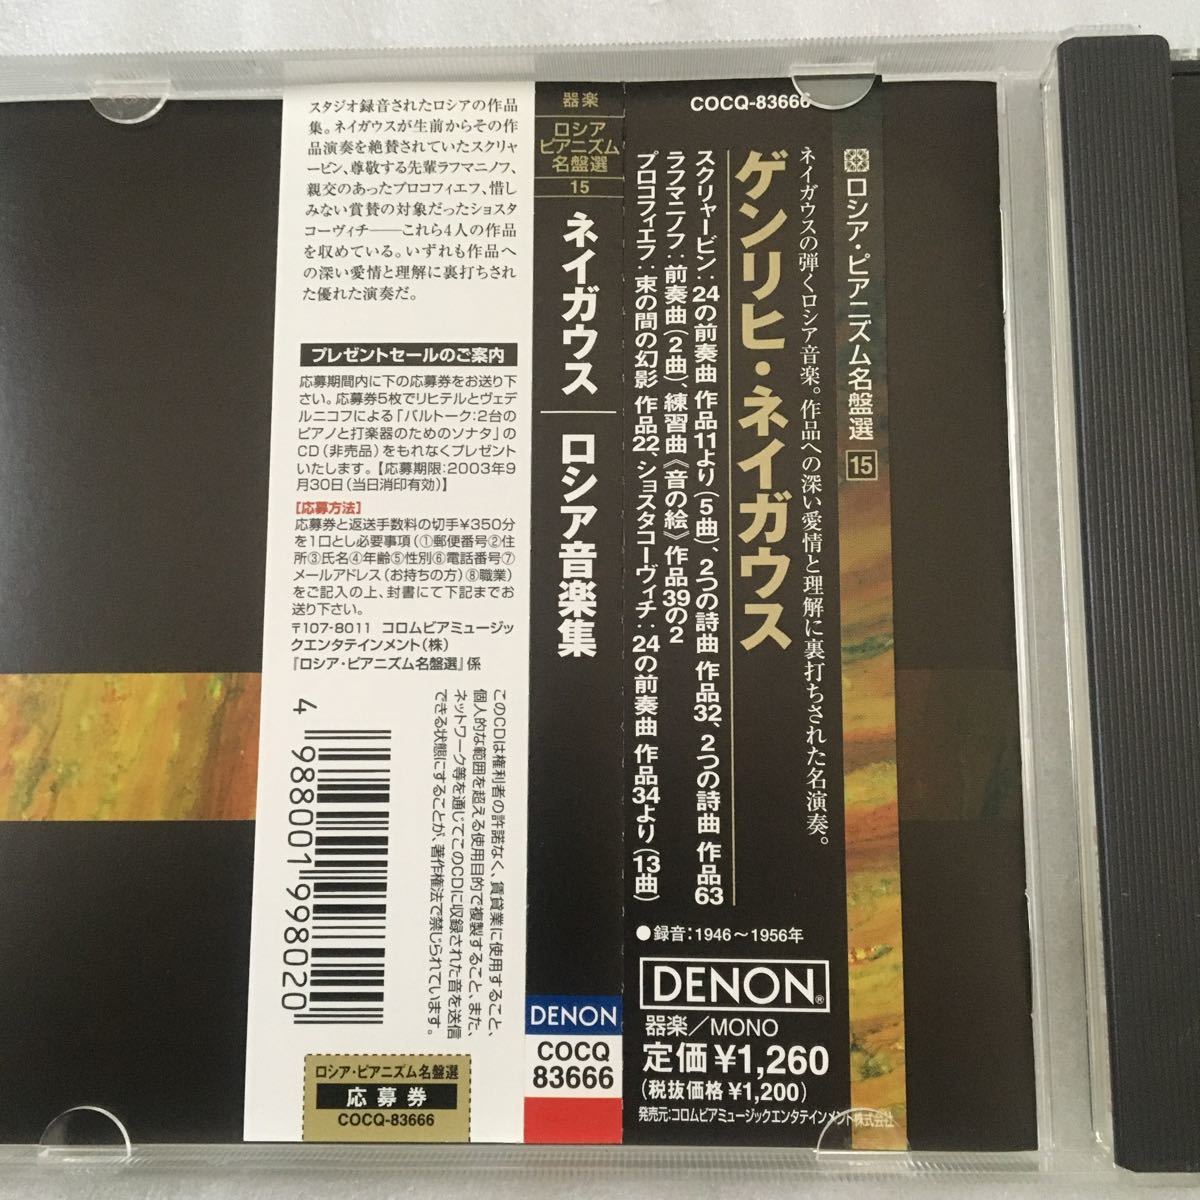 スタジオ録音されたロシアの作品
集。ネイガウスが生前からその作
品演奏を絶賛されていたスクリャ
ービン、尊敬する先輩ラフマニノフ、
親交のあったプロコフィエフ、惜し
みない賞賛の対象だったショスタ
コーヴィチ――これら4人の作品
を収めている。いずれも作品へ
の深い愛情と理解に裏打ちされ
た優れた演奏だ。
プレゼントセールのご案内
応募期間内に下の応募券をお送り下
さい。応募券5枚でリヒテルとヴェデ
ルニコフによる「バルトーク:2台の
ピアノと打楽器のためのソナタ」の
CD(非売品)をもれなくプレゼント
いたします。【応募期限:2003年9
月30日(当日消印有効)】
【応募方法】
応募券と返送手数料の切手¥350分
を1口とし必要事項(①郵便番号②住
所③氏名④年齢⑤性別⑥電話番号⑦
メールアドレス(お持ちの方)⑧職業)
をご記入の上、封書にて下記までお
送り下さい。
〒107-8011 コロムビアミュージッ
クエンタテインメント(株)
『ロシア・ピアニズム名盤選』係
このCDは権利者の許諾なく、賃貸業に使用すること、
個人的な範囲を超える使用目的で複製すること、また、
ネットワーク等を通じてこのCDに収録された音を送信
できる状態にすることが、著作権法で禁じられています。
4 988001 998020
ロシア・ピアニズム名盤選
応募券
COCQ-83666
器楽
ロシア
ピアニズム
名盤選
15
ネイガウス ロシア音楽集
DENON
COCQ
83666
COCQ-83666
ロシア・ピアニズム名盤選 15
ネイガウスの弾くロシア音楽。作品への深い愛情と理解に裏打ちされた名演奏。
ゲンリヒ・ネイガウス
スクリャービン:24の前奏曲 作品11より(5曲)、2つの詩曲 作品32、2つの詩曲 作品63
ラフマニノフ:前奏曲(2曲)、練習曲《音の絵》作品39の2
プロコフィエフ:束の間の幻影 作品22、ショスタコーヴィチ:24の前奏曲 作品34より(13曲)
●録音:1946〜1956年
DENON®
器楽/MONO
定価¥1,260
(税抜価格¥1,200)
発売元:コロムビアミュージックエンタテインメント株式会社